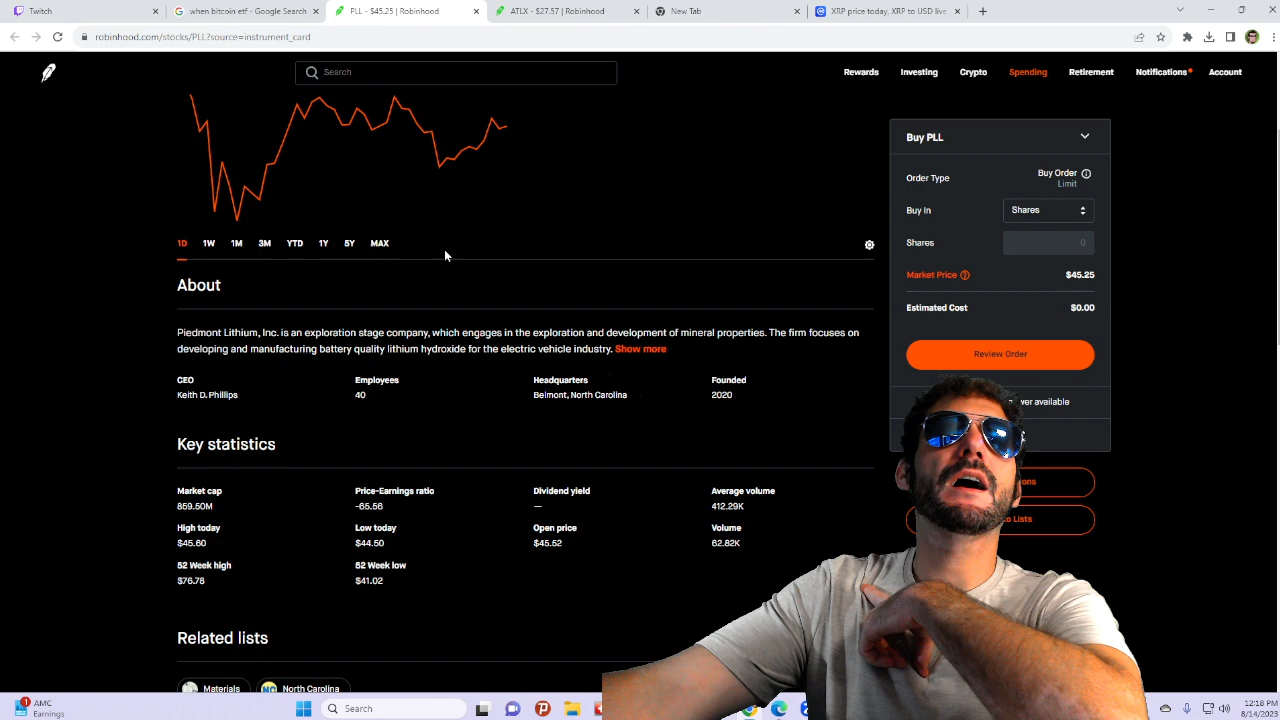 Twitch
when bitcoin etf - Google Search
PLL - $45.25 | Robinhood
ATLX - $27.57 | Robinhood
New Tab
XRP price today, XRP to USD live
robinhood.com/stocks/PLL?source=instrument_card
Search
Rewards
Investing
Crypto
Spending
Retirement
Notifications
Account
1D 1W 1M 3M YTD 1Y 5Y MAX
About
Piedmont Lithium, Inc. is an exploration stage company, which engages in the exploration and development of mineral properties. The firm focuses on
developing and manufacturing battery quality lithium hydroxide for the electric vehicle industry. Show more
CEO Employees Headquarters Founded
Keith D. Phillips 40 Belmont, North Carolina 2020
Key statistics
Market cap Price-Earnings ratio Dividend yield Average volume
859.50M -65.56 — 412.29K
High today Low today Open price Volume
$45.60 $44.50 $45.52 62.82K
52 Week high 52 Week low
$76.78 $41.02
Related lists
Materials North Carolina
Buy PLL
Order Type Buy Order
Limit
Buy In Shares
Shares 0
Market Price $45.25
Estimated Cost $0.00
Review Order
available
Lists
1
AMC
Earnings
Search
12:18 PM